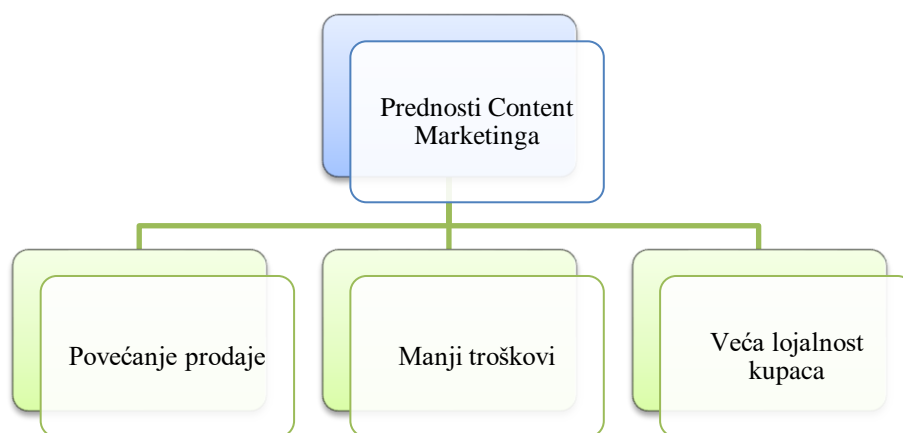 Prednosti Content
Marketinga
Povećanje prodaje
Manji troškovi
Veća lojalnost
kupaca